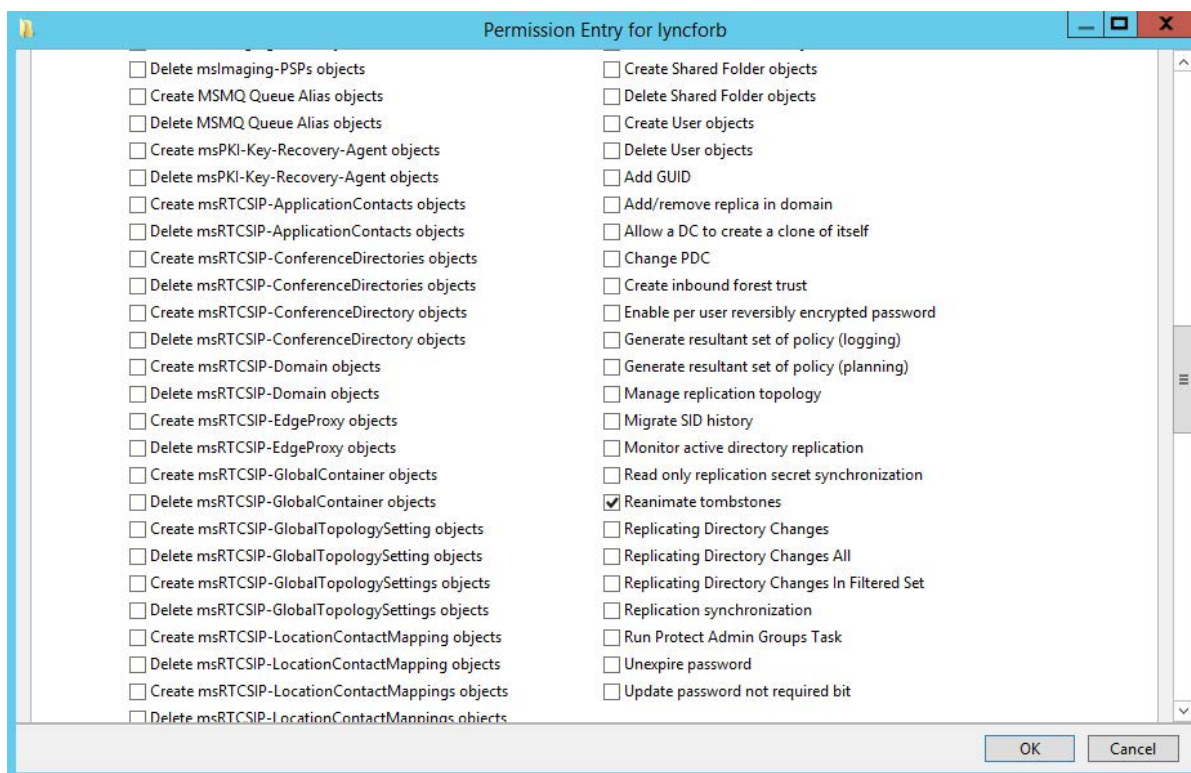 Permission Entry for lyncforb
Delete msImaging-PSPs objects
Create MSMQ Queue Alias objects
Delete MSMQ Queue Alias objects
Create msPKI-Key-Recovery-Agent objects
Delete msPKI-Key-Recovery-Agent objects
Create msRTCSIP-ApplicationContacts objects
Delete msRTCSIP-ApplicationContacts objects
Create msRTCSIP-ConferenceDirectories objects
Delete msRTCSIP-ConferenceDirectories objects
Create msRTCSIP-ConferenceDirectory objects
Delete msRTCSIP-ConferenceDirectory objects
Create msRTCSIP-Domain objects
Delete msRTCSIP-Domain objects
Create msRTCSIP-EdgeProxy objects
Delete msRTCSIP-EdgeProxy objects
Create msRTCSIP-GlobalContainer objects
Delete msRTCSIP-GlobalContainer objects
Create msRTCSIP-GlobalTopologySetting objects
Delete msRTCSIP-GlobalTopologySetting objects
Create msRTCSIP-GlobalTopologySettings objects
Delete msRTCSIP-GlobalTopologySettings objects
Create msRTCSIP-LocationContactMapping objects
Delete msRTCSIP-LocationContactMapping objects
Create msRTCSIP-LocationContactMappings objects
Delete msRTCSIP-LocationContactMappings objects
Create Shared Folder objects
Delete Shared Folder objects
Create User objects
Delete User objects
Add GUID
Add/remove replica in domain
Allow a DC to create a clone of itself
Change PDC
Create inbound forest trust
Enable per user reversibly encrypted password
Generate resultant set of policy (logging)
Generate resultant set of policy (planning)
Manage replication topology
Migrate SID history
Monitor active directory replication
Read only replication secret synchronization
Reanimate tombstones
Replicating Directory Changes
Replicating Directory Changes All
Replicating Directory Changes In Filtered Set
Replication synchronization
Run Protect Admin Groups Task
Unexpire password
Update password not required bit
OK
Cancel